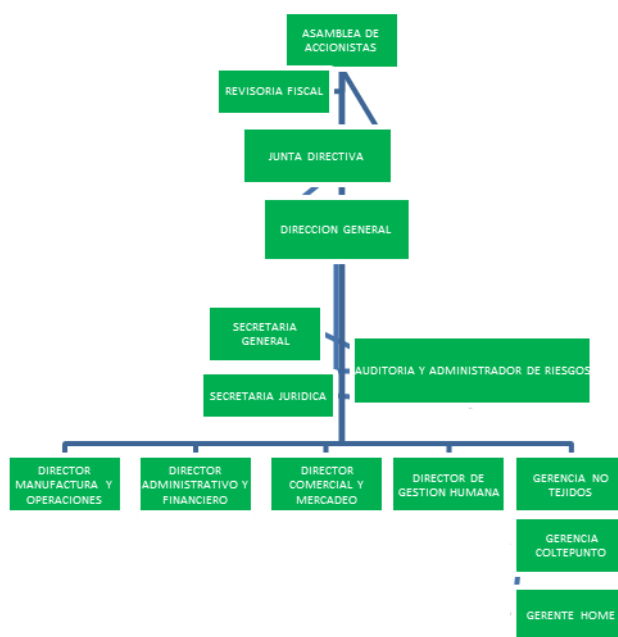 ASAMBLEA DE
ACCIONISTAS
REVISORIA FISCAL
JUNTA DIRECTIVA
DIRECCION GENERAL
SECRETARIA
GENERAL
AUDITORIA Y ADMINISTRADOR DE RIESGOS
SECRETARIA JURIDICA
DIRECTOR
MANUFACTURA Y
OPERACIONES
DIRECTOR
ADMINISTRATIVO Y
FINANCIERO
DIRECTOR
COMERCIAL Y
MERCADEO
DIRECTOR DE
GESTION HUMANA
GERENCIA NO
TEJIDOS
GERENCIA
COLTEPUNTO
GERENTE HOME